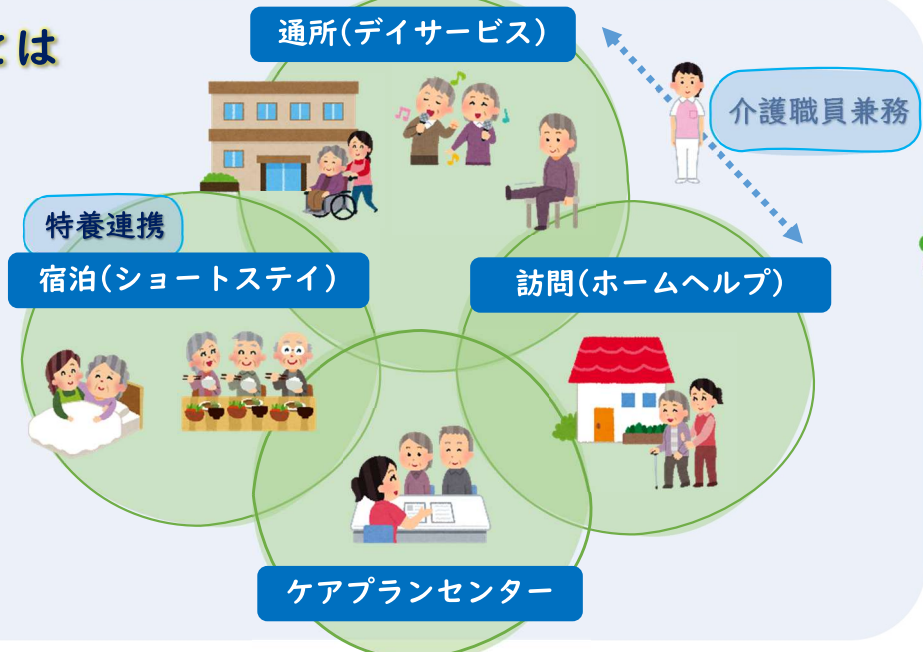 とは
通所(デイサービス)
介護職員兼務
特養連携
宿泊(ショートステイ)
訪問(ホームヘルプ)
ケアプランセンター